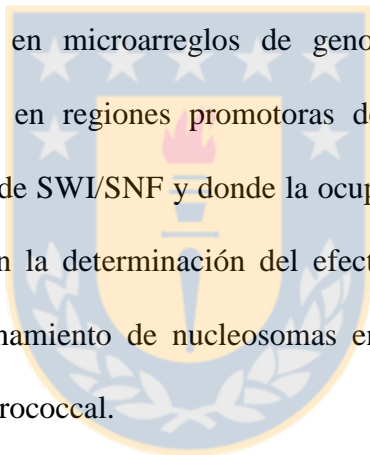 en microarreglos de geno
en regiones promotoras de
de SWI/SNF y donde la ocup
n la determinación del efect
namiento de nucleosomas en
rococcal.